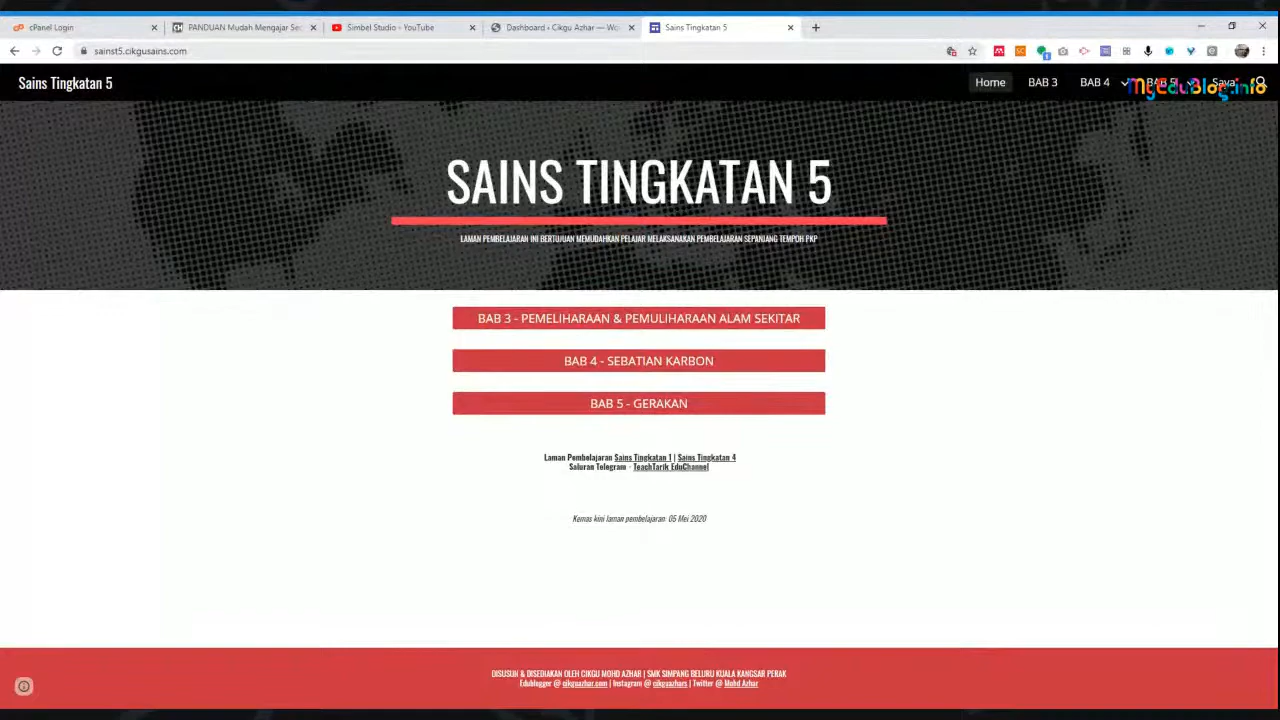 cPanel Login
PANDUAN Mudah Mengajar Se
Simbel Studio - YouTube
Dashboard ‹ Cikgu Azhar — Wo
Sains Tingkatan 5
sainst5.cikgusains.com
Sains Tingkatan 5
Home
BAB 3
BAB 4
BAB 5
Saya
MyEduBlog.info
SAINS TINGKATAN 5
LAMAN PEMBELAJARAN INI BERTUJUAN MEMUDAHKAN PELAJAR MELAKSANAKAN PEMBELAJARAN SEPANJANG TEMPOH PKP
BAB 3 - PEMELIHARAAN & PEMULIHARAAN ALAM SEKITAR
BAB 4 - SEBATIAN KARBON
BAB 5 - GERAKAN
Laman Pembelajaran Sains Tingkatan 1 | Sains Tingkatan 4
Saluran Telegram - TeachTarik EduChannel
Kemas kini laman pembelajaran 05 Mei 2020
DISUSUN & DISEDIAKAN OLEH CIKGU MOHD AZHAR | SMK SIMPANG BELURU KUALA KANGSAR PERAK
Edublogger @ cikguazhar.com | Instagram @ cikguazhars | Twitter @ Mohd Azhar